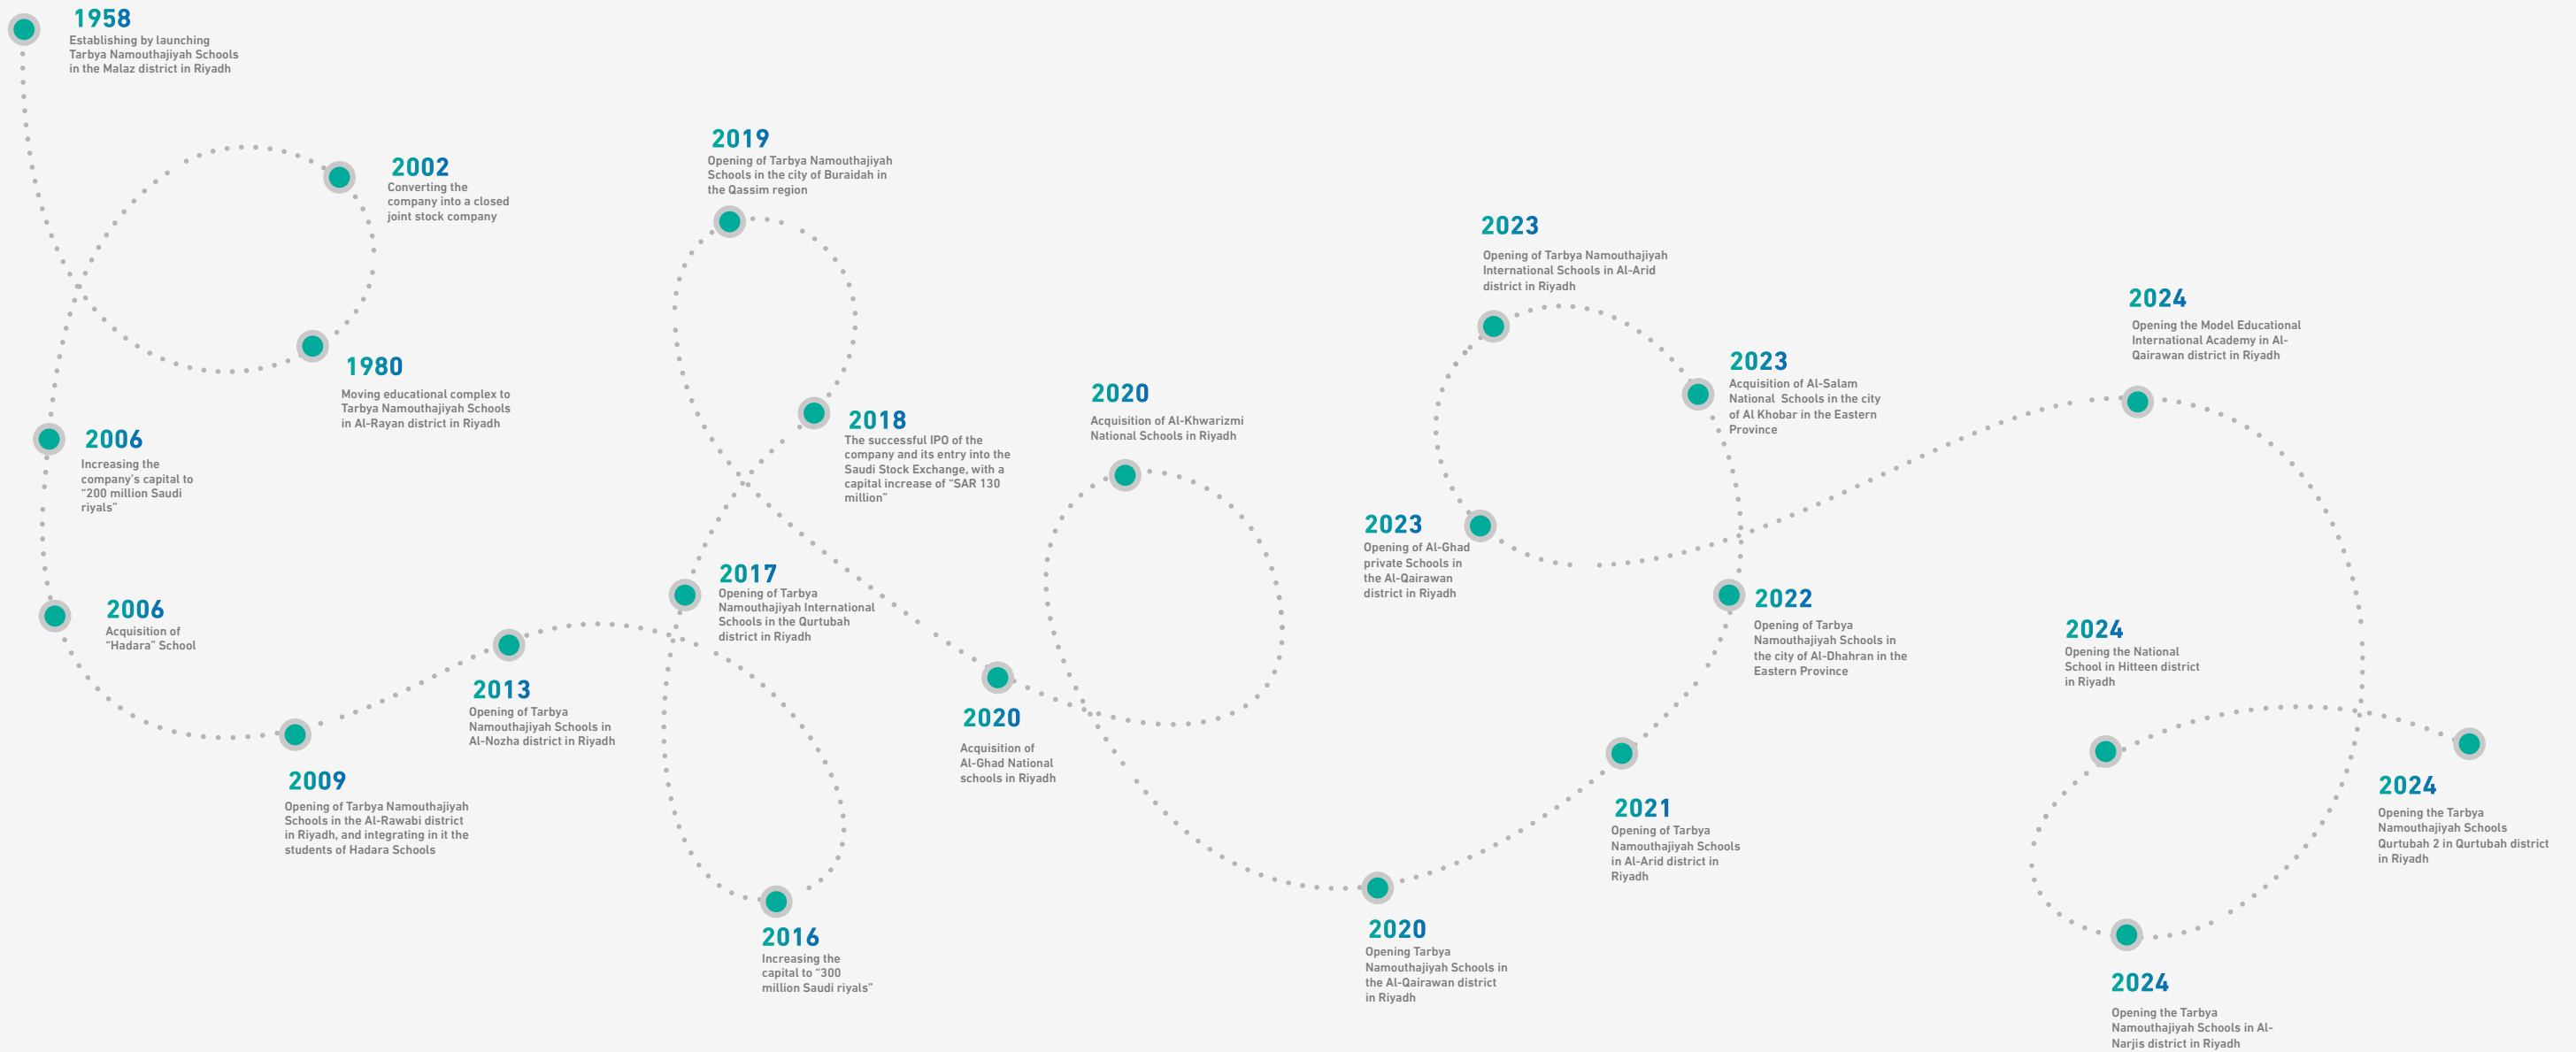 1958
Establishing by launching
Tarbya Namouthajiyah Schools
in the Malaz district in Riyadh
1980
Moving educational complex to
Tarbya Namouthajiyah Schools
in Al-Rayan district in Riyadh
2002
Converting the
company into a closed
joint stock company
2006
Increasing the
company's capital to
“200 million Saudi
riyals”
2006
Acquisition of
“Hadara” School
2009
Opening of Tarbya Namouthajiyah
Schools in the Al-Rawabi district
in Riyadh, and integrating in it the
students of Hadara Schools
2013
Opening of Tarbya
Namouthajiyah Schools in
Al-Nozha district in Riyadh
2016
Increasing the
capital to “300
million Saudi riyals”
2017
Opening of Tarbya
Namouthajiyah International
Schools in the Qurtubah
district in Riyadh
2018
The successful IPO of the
company and its entry into the
Saudi Stock Exchange, with a
capital increase of “SAR 130
million”
2019
Opening of Tarbya Namouthajiyah
Schools in the city of Buraidah in
the Qassim region
2020
Acquisition of
Al-Ghad National
schools in Riyadh
2020
Acquisition of Al-Khwarizmi
National Schools in Riyadh
2020
Opening Tarbya
Namouthajiyah Schools in
the Al-Qairawan district
in Riyadh
2021
Opening of Tarbya
Namouthajiyah Schools
in Al-Arid district in
Riyadh
2022
Opening of Tarbya
Namouthajiyah Schools in
the city of Al-Dhahran in the
Eastern Province
2023
Acquisition of Al-Salam
National Schools in the city
of Al Khobar in the Eastern
Province
2023
Opening of Tarbya Namouthajiyah
International Schools in Al-Arid
district in Riyadh
2023
Opening of Al-Ghad
private Schools in
the Al-Qairawan
district in Riyadh
2024
Opening the Model Educational
International Academy in Al-
Qairawan district in Riyadh
2024
Opening the Tarbya
Namouthajiyah Schools in Al-
Narjis district in Riyadh
2024
Opening the National
School in Hitteen district
in Riyadh
2024
Opening the Tarbya
Namouthajiyah Schools
Qurtubah 2 in Qurtubah district
in Riyadh